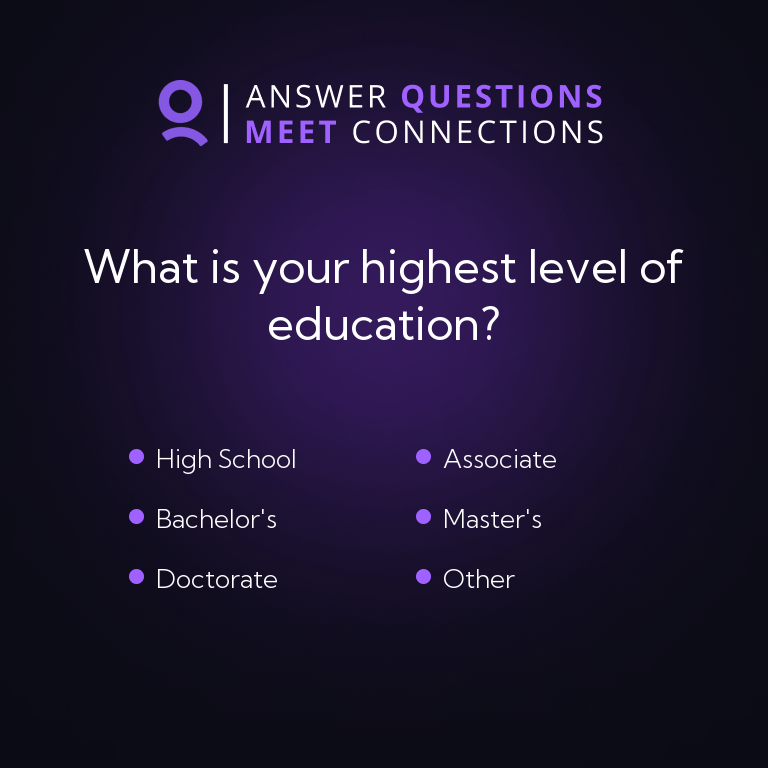 ANSWER QUESTIONS
MEET CONNECTIONS
What is your highest level of
education?
High School
Associate
Bachelor's
Master's
Doctorate
Other